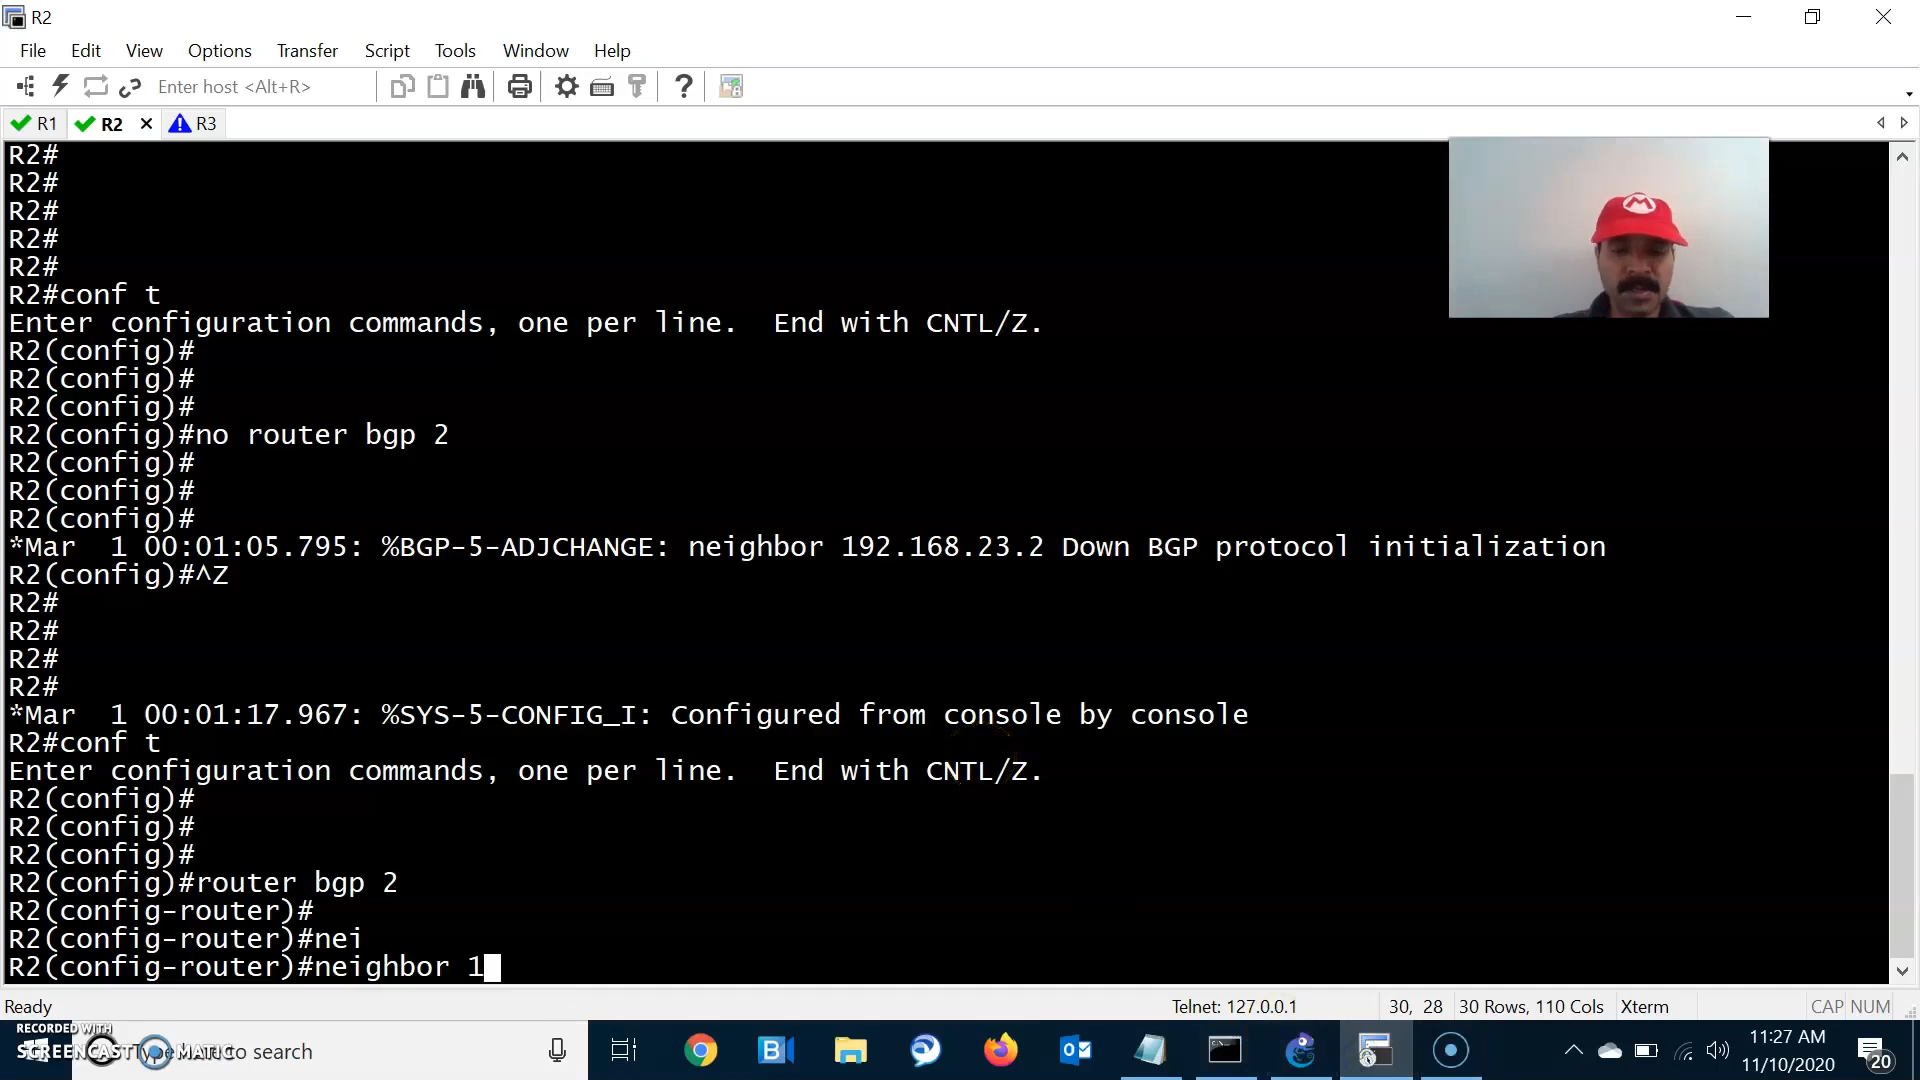 R2
File Edit View Options Transfer Script Tools Window Help
Enter host <Alt+R>
R1 R2 R3
R2#
R2#
R2#
R2#
R2#
R2#conf t
Enter configuration commands, one per line.  End with CNTL/Z.
R2(config)#
R2(config)#
R2(config)#
R2(config)#no router bgp 2
R2(config)#
R2(config)#
R2(config)#
*Mar  1 00:01:05.795: %BGP-5-ADJCHANGE: neighbor 192.168.23.2 Down BGP protocol initialization
R2(config)#^Z
R2#
R2#
R2#
R2#
*Mar  1 00:01:17.967: %SYS-5-CONFIG_I: Configured from console by console
R2#conf t
Enter configuration commands, one per line.  End with CNTL/Z.
R2(config)#
R2(config)#
R2(config)#
R2(config)#router bgp 2
R2(config-router)#
R2(config-router)#nei
R2(config-router)#neighbor 1
Ready Telnet: 127.0.0.1 30, 28 30 Rows, 110 Cols Xterm CAP NUM
RECORDED WITH
SCREENCAST MATIC
to search
11:27 AM
11/10/2020
20